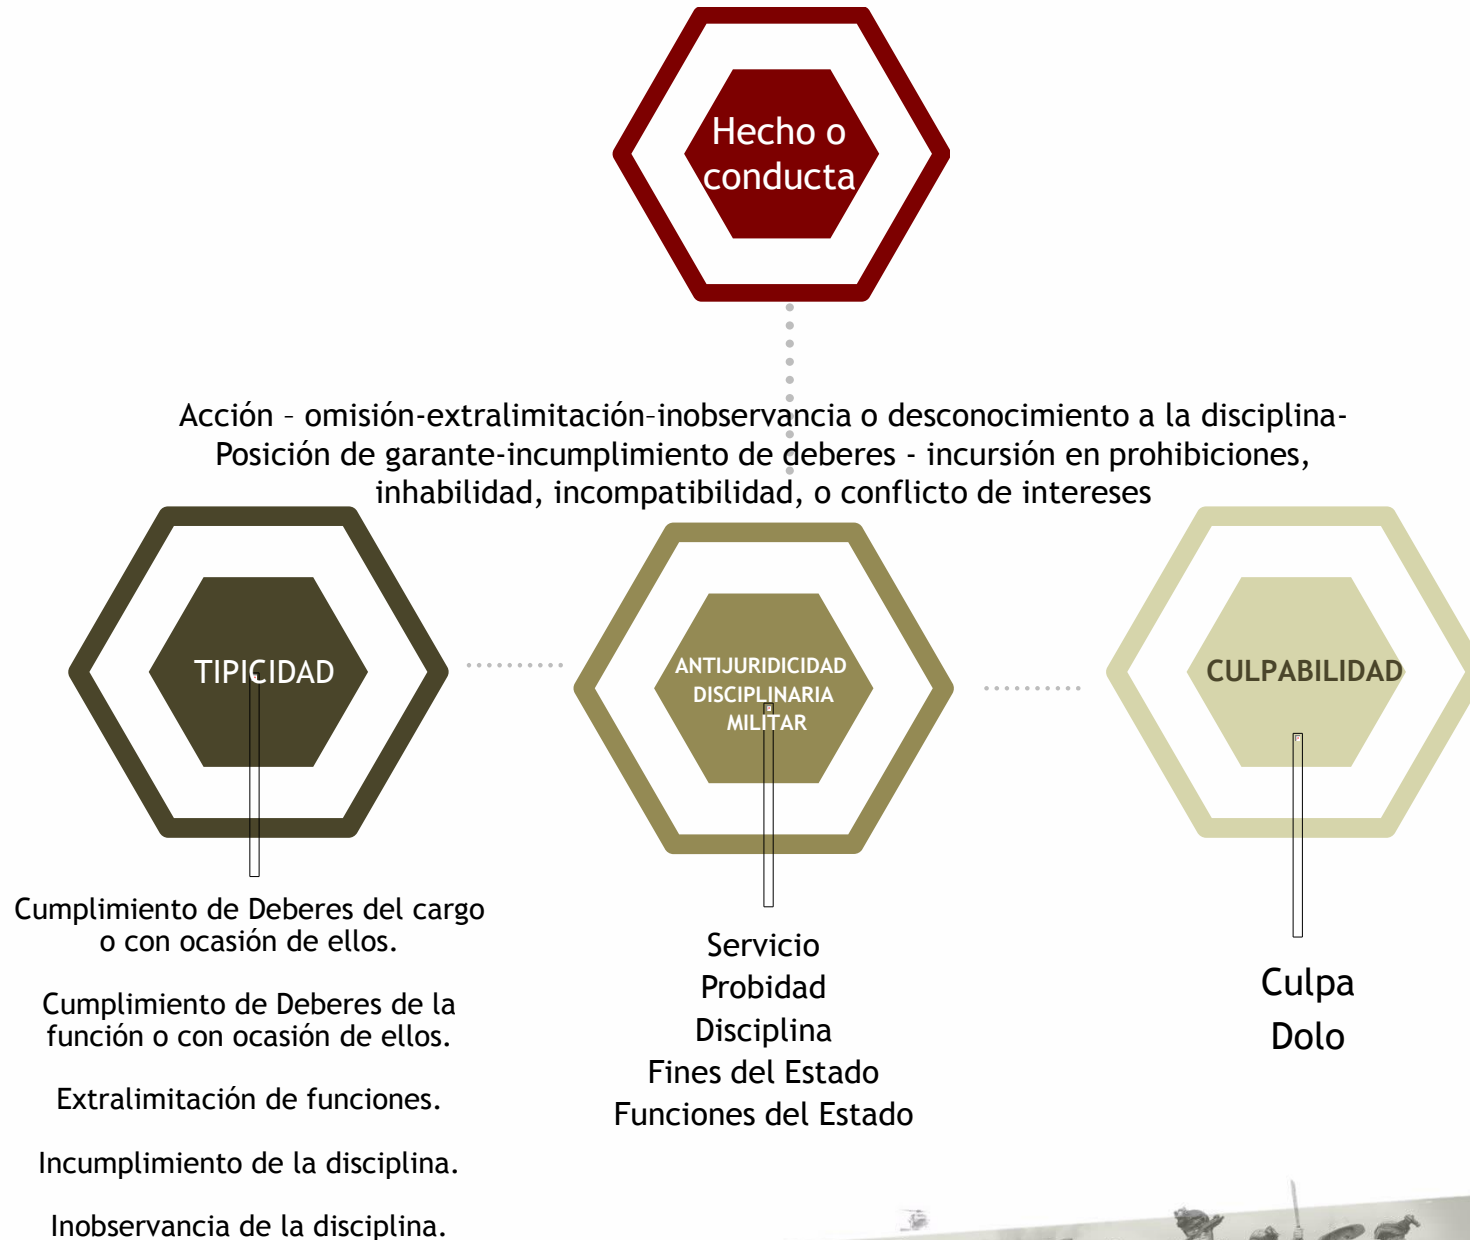 Hecho o
conducta
Acción – omisión-extralimitación–inobservancia o desconocimiento a la disciplina-
Posición de garante-incumplimiento de deberes - incursión en prohibiciones,
inhabilidad, incompatibilidad, o conflicto de intereses
TIPICIDAD
ANTIJURIDICIDAD
DISCIPLINARIA
MILITAR
CULPABILIDAD
Cumplimiento de Deberes del cargo
o con ocasión de ellos.
Cumplimiento de Deberes de la
función o con ocasión de ellos.
Extralimitación de funciones.
Incumplimiento de la disciplina.
Inobservancia de la disciplina.
Servicio
Probidad
Disciplina
Fines del Estado
Funciones del Estado
Culpa
Dolo